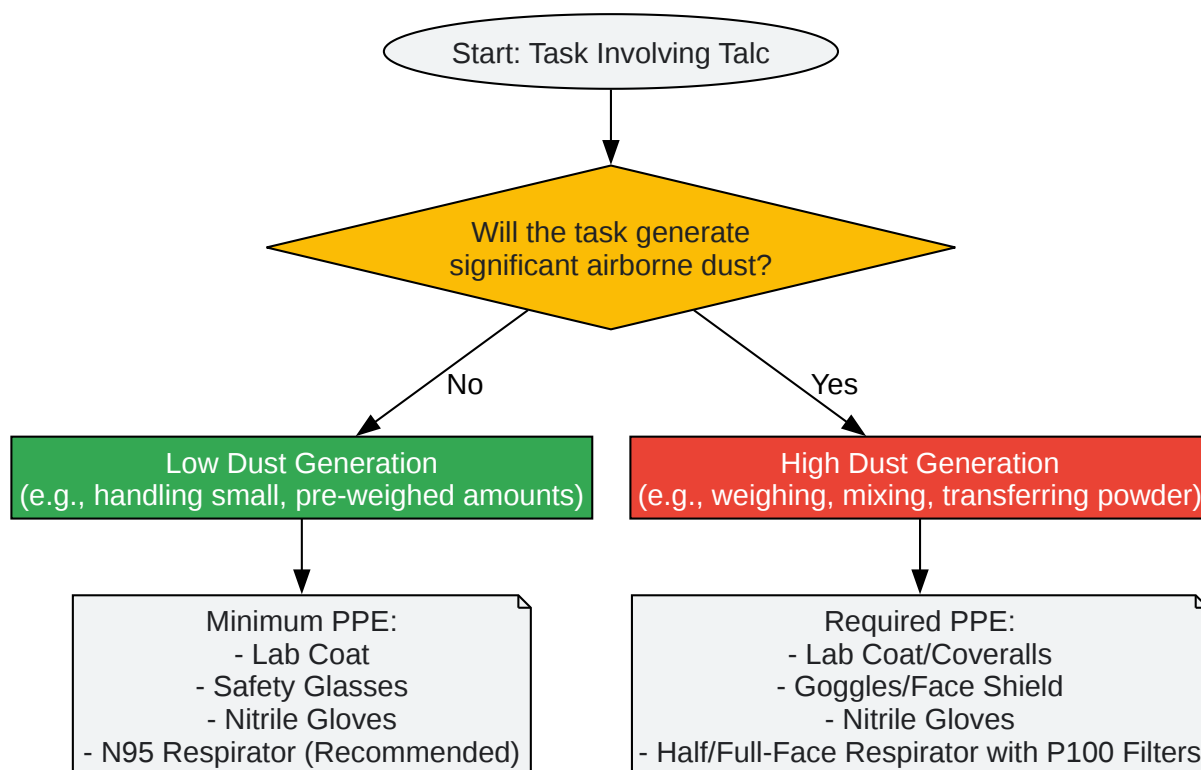 Start: Task Involving Talc
Will the task generate
significant airborne dust?
No
Yes
Low Dust Generation
(e.g., handling small, pre-weighed amounts)
High Dust Generation
(e.g., weighing, mixing, transferring powder)
Minimum PPE:
- Lab Coat
- Safety Glasses
- Nitrile Gloves
- N95 Respirator (Recommended)
Required PPE:
- Lab Coat/Coveralls
- Goggles/Face Shield
- Nitrile Gloves
- Half/Full-Face Respirator with P100 Filters